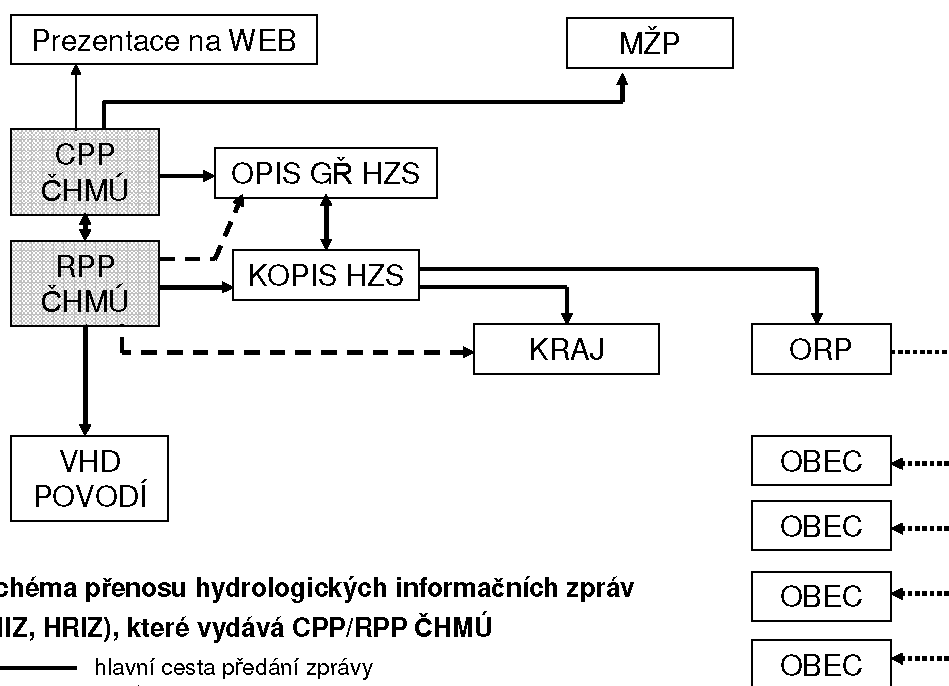 Prezentace na WEB
MŽP
CPP
ČHMÚ
OPIS GŘ HZS
RPP
ČHMÚ
KOPIS HZS
KRAJ
ORP
VHD
POVODÍ
OBEC
OBEC
OBEC
OBEC
chéma přenosu hydrologických informačních zpráv
IIZ, HRIZ), které vydává CPP/RPP ČHMÚ
hlavní cesta předání zprávy